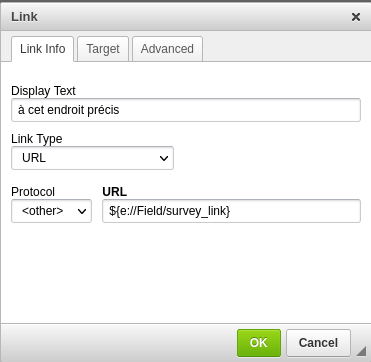 Link
Link Info Target Advanced
Display Text
à cet endroit précis
Link Type
URL
Protocol URL
<other> ${e://Field/survey_link}
OK Cancel